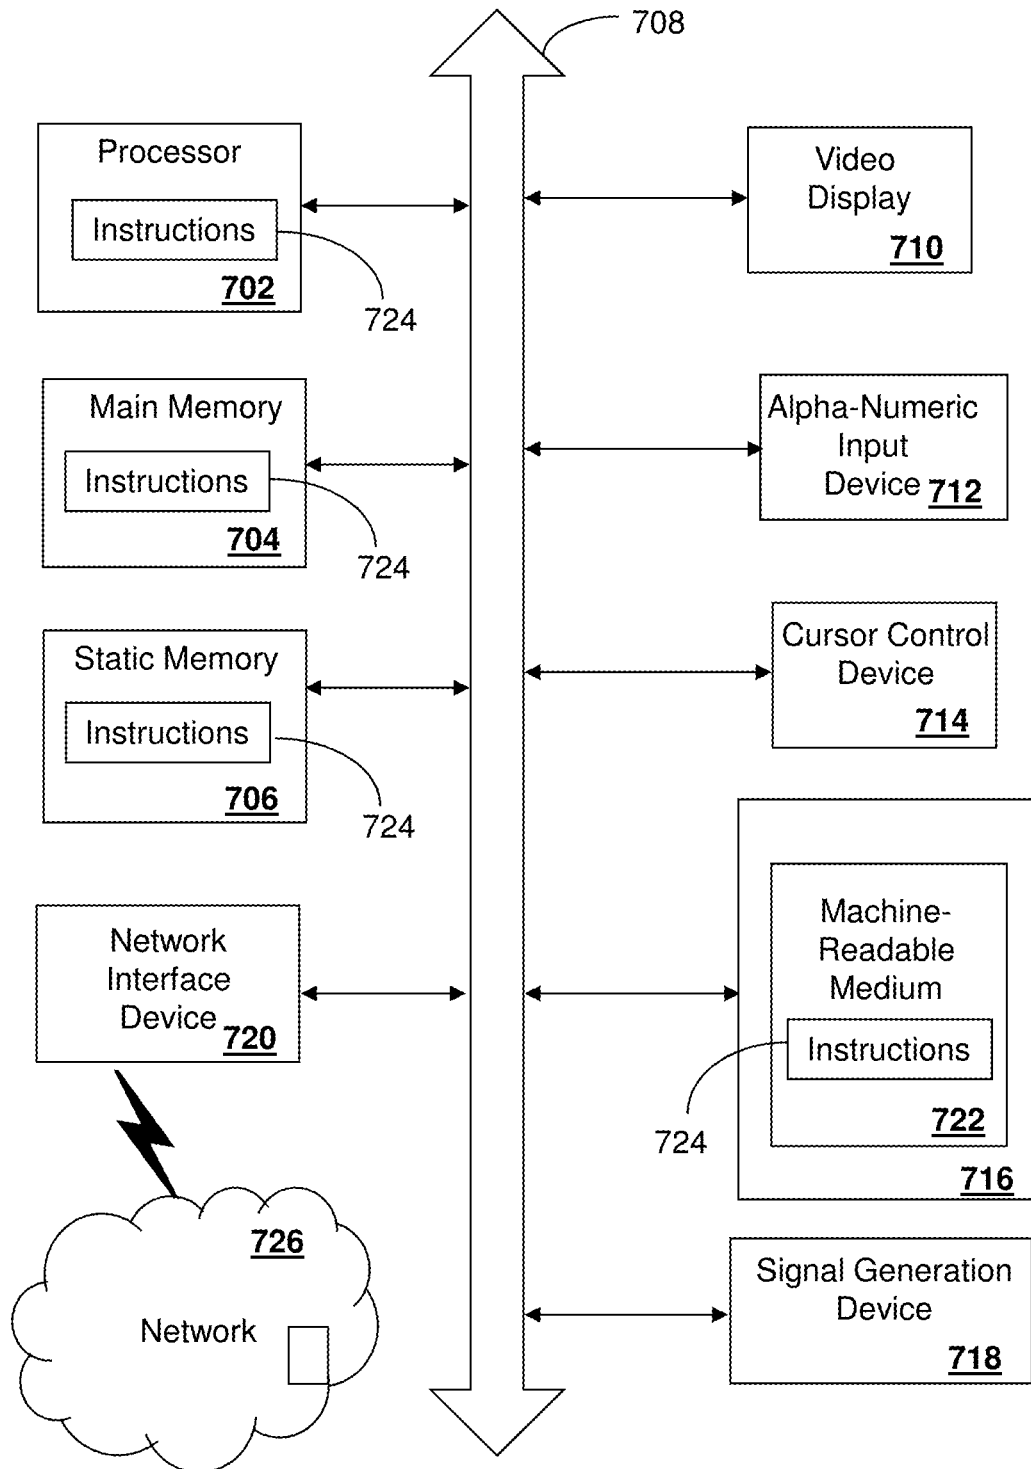 708
Processor
Instructions
702
724
Main Memory
Instructions
704
724
Static Memory
Instructions
706
724
Network
Interface
Device
720
726
Network
Video
Display
710
Alpha-Numeric
Input
Device
712
Cursor Control
Device
714
Machine-
Readable
Medium
Instructions
722
724
716
Signal Generation
Device
718